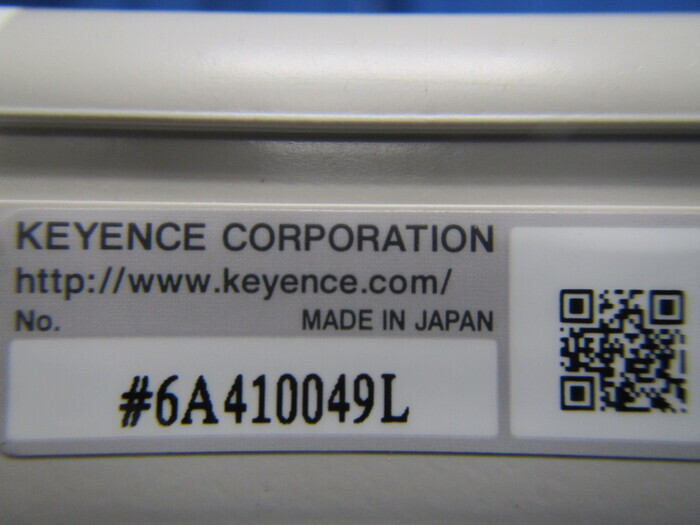 KEYENCE CORPORATION
http://www.keyence.com/
No. MADE IN JAPAN
#6A410049L